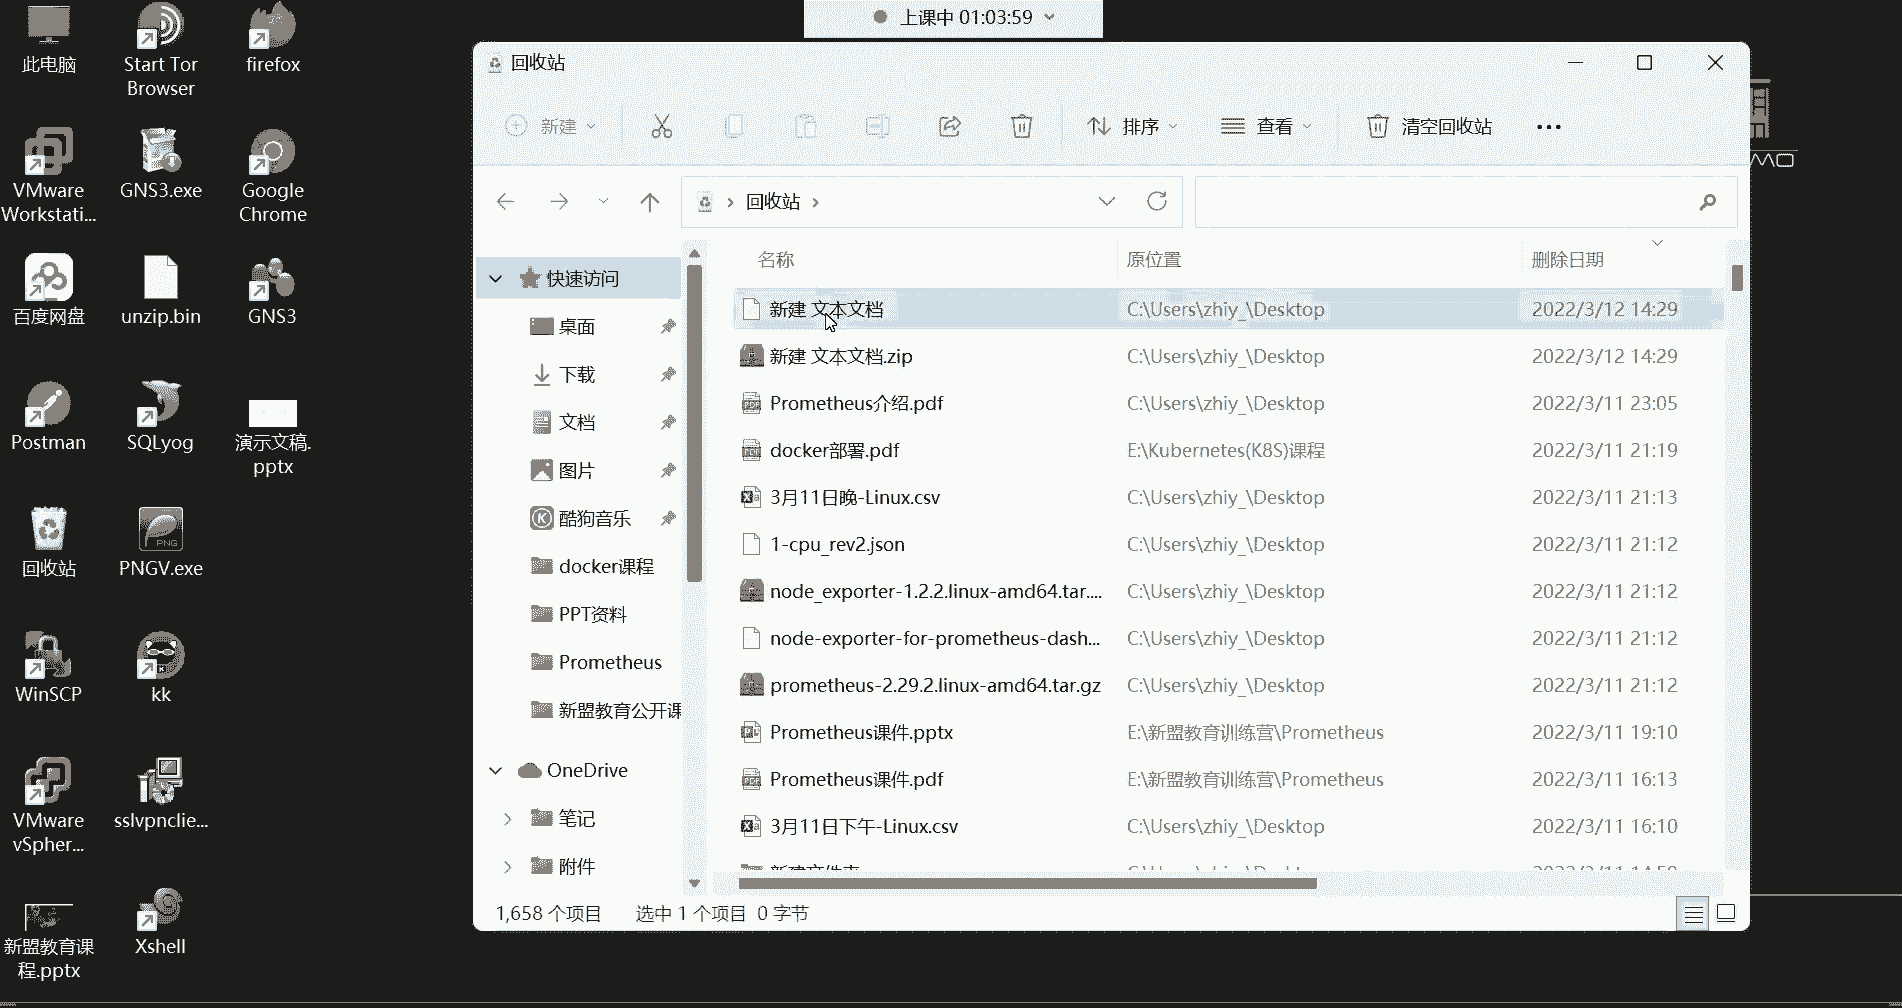 上课中 01:03:59
此电脑
Start Tor
Browser
firefox
VMware
Workstati...
GNS3.exe
Google
Chrome
百度网盘
unzip.bin
GNS3
Postman
SQLyog
演示文稿.
pptx
回收站
PNG
PNGV.exe
WinSCP
kk
VMware
vSpher...
sslvpnclie...
新盟教育课
程.pptx
Xshell
回收站
新建
排序
查看
清空回收站
回收站
快速访问
桌面
下载
文档
图片
酷狗音乐
docker课程
PPT资料
Prometheus
新盟教育公开课
OneDrive
笔记
附件
名称 原位置 删除日期
新建 文本文档 C:\Users\zhiy_\Desktop 2022/3/12 14:29
新建 文本文档.zip C:\Users\zhiy_\Desktop 2022/3/12 14:29
Prometheus介绍.pdf C:\Users\zhiy_\Desktop 2022/3/11 23:05
docker部署.pdf E:\Kubernetes(K8S)课程 2022/3/11 21:19
3月11日晚-Linux.csv C:\Users\zhiy_\Desktop 2022/3/11 21:13
1-cpu_rev2.json C:\Users\zhiy_\Desktop 2022/3/11 21:12
node_exporter-1.2.2.linux-amd64.tar.... C:\Users\zhiy_\Desktop 2022/3/11 21:12
node-exporter-for-prometheus-dash... C:\Users\zhiy_\Desktop 2022/3/11 21:12
prometheus-2.29.2.linux-amd64.tar.gz C:\Users\zhiy_\Desktop 2022/3/11 21:12
Prometheus课件.pptx E:\新盟教育训练营\Prometheus 2022/3/11 19:10
Prometheus课件.pdf E:\新盟教育训练营\Prometheus 2022/3/11 16:13
3月11日下午-Linux.csv C:\Users\zhiy_\Desktop 2022/3/11 16:10
1,658 个项目 选中 1 个项目 0 字节